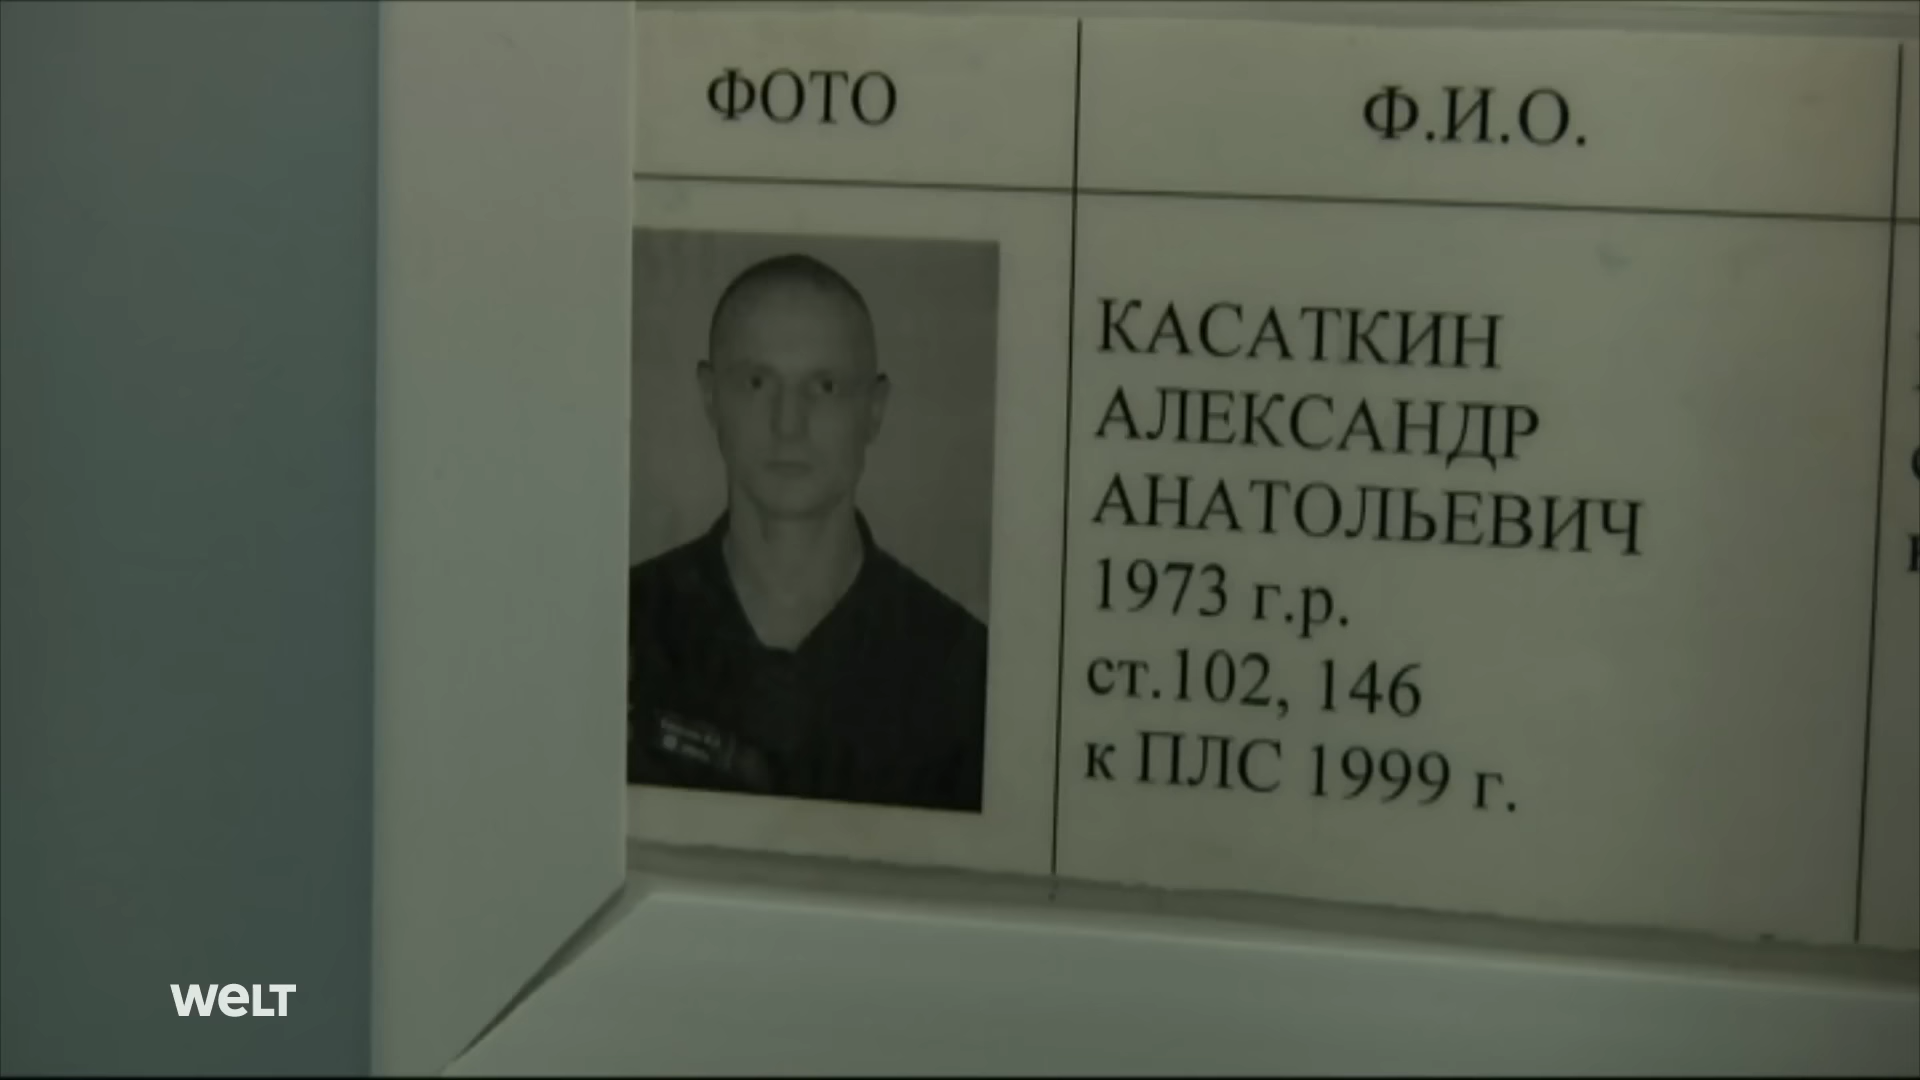 ФОТО
Ф.И.О.
КАСАТКИН
АЛЕКСАНДР
АНАТОЛЬЕВИЧ
1973 г.р.
ст.102, 146
к ПЛС 1999 г.
WELT